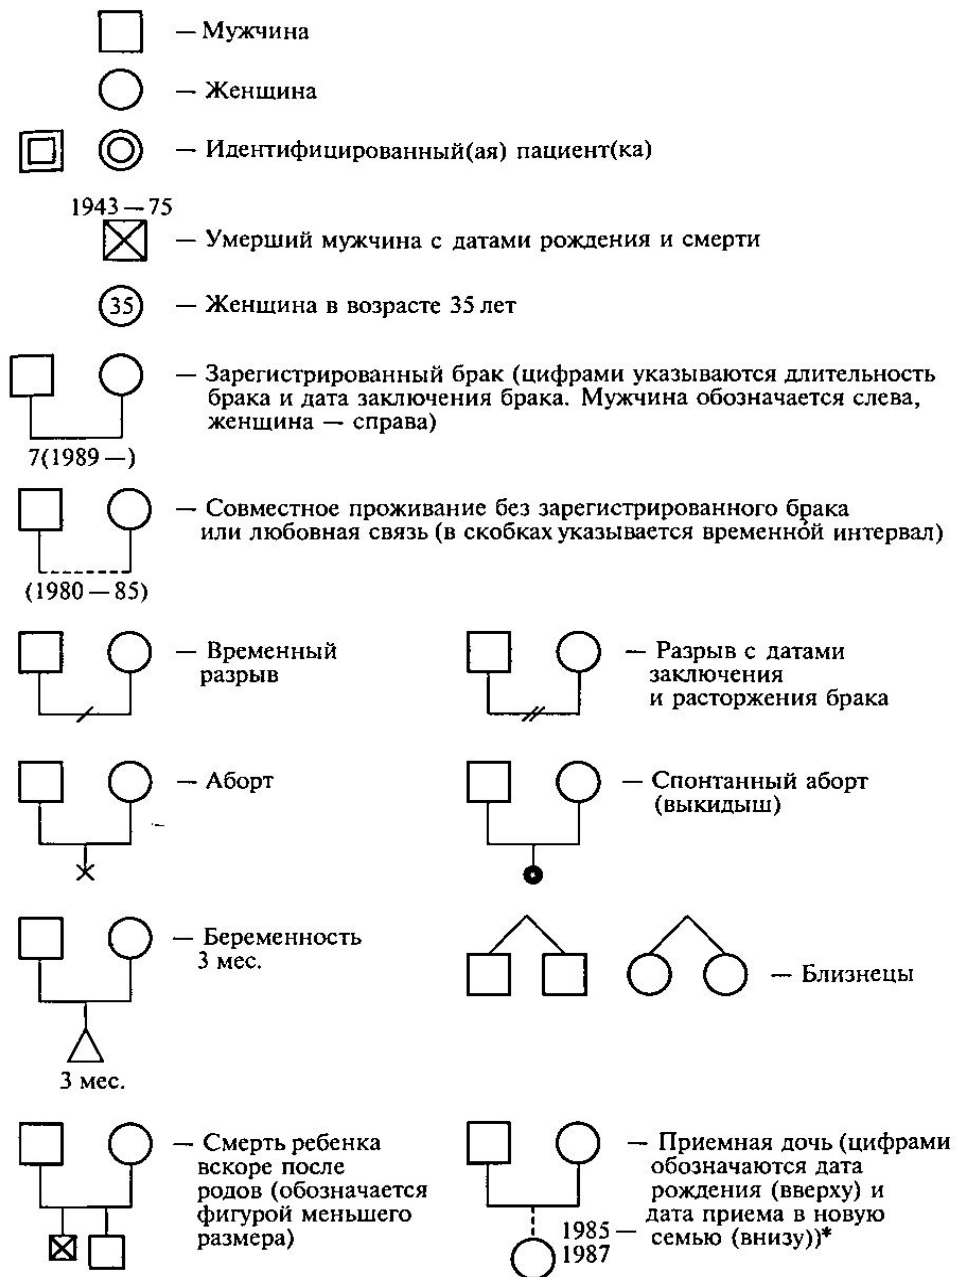 — Мужчина
— Женщина
— Идентифицированный(ая) пациент(ка)
1943 — 75
— Умерший мужчина с датами рождения и смерти
35
— Женщина в возрасте 35 лет
— Зарегистрированный брак (цифрами указываются длительность
брака и дата заключения брака. Мужчина обозначается слева,
женщина — справа)
7(1989 —)
— Совместное проживание без зарегистрированного брака
или любовная связь (в скобках указывается временной интервал)
(1980 — 85)
— Временный
разрыв
— Разрыв с датами
заключения
и расторжения брака
— Аборт
— Спонтанный аборт
(выкидыш)
— Беременность
3 мес.
3 мес.
— Близнецы
— Смерть ребенка
вскоре после
родов (обозначается
фигурой меньшего
размера)
— Приемная дочь (цифрами
обозначаются дата
рождения (вверху) и
дата приема в новую
семью (внизу))*
1985 —
1987